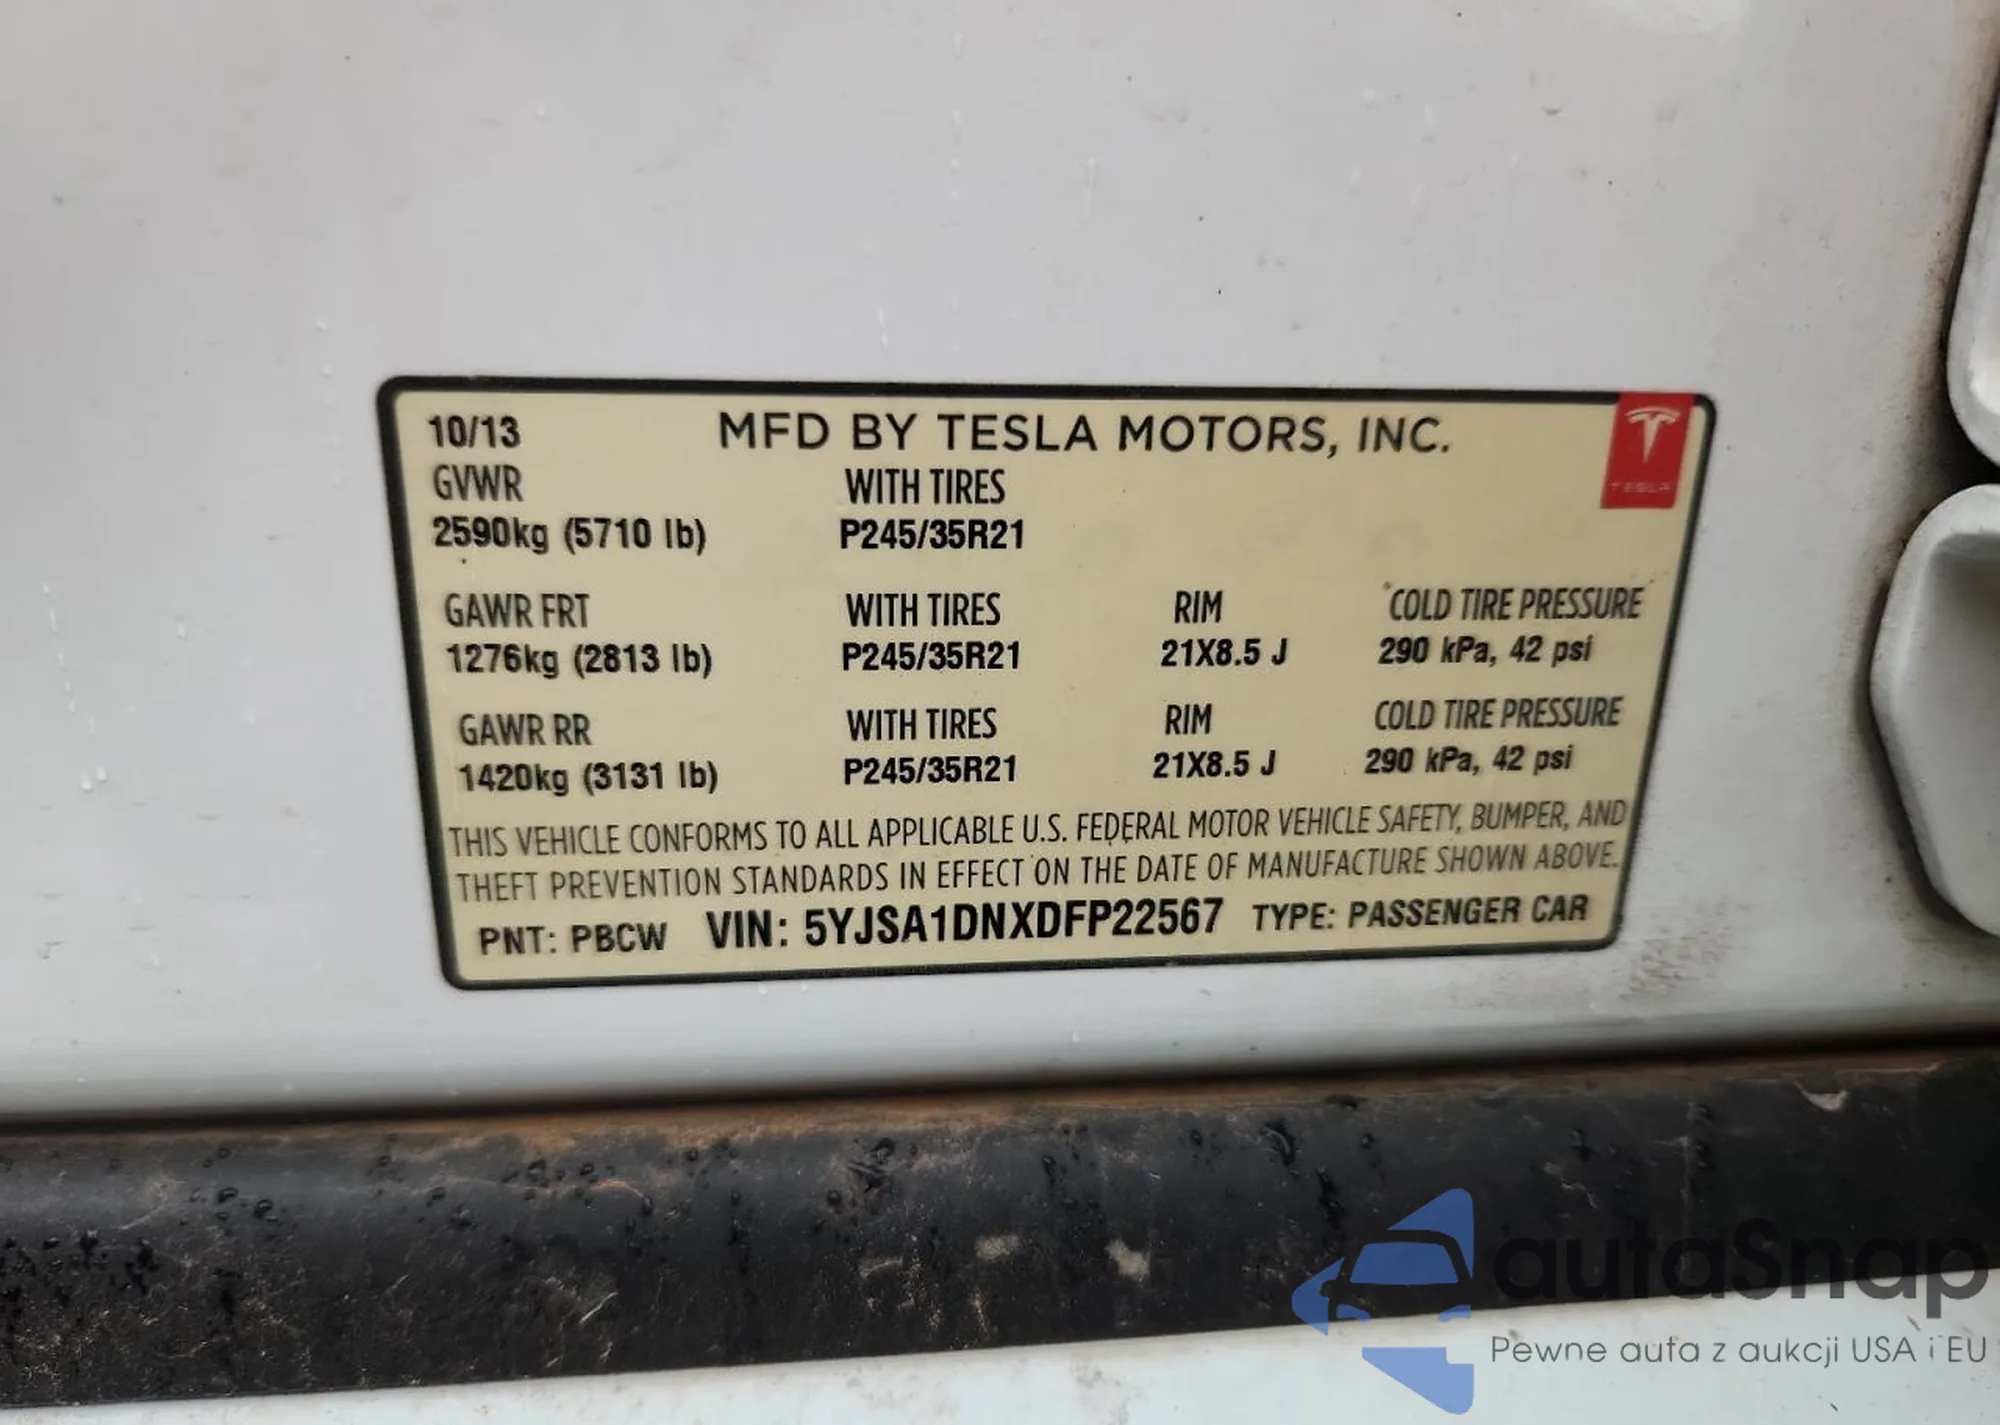 10/13 MFD BY TESLA MOTORS, INC.
TESLA
GVWR WITH TIRES
2590kg (5710 lb) P245/35R21
GAWR FRT WITH TIRES RIM COLD TIRE PRESSURE
1276kg (2813 lb) P245/35R21 21X8.5 J 290 kPa, 42 psi
GAWR RR WITH TIRES RIM COLD TIRE PRESSURE
1420kg (3131 lb) P245/35R21 21X8.5 J 290 kPa, 42 psi
THIS VEHICLE CONFORMS TO ALL APPLICABLE U.S. FEDERAL MOTOR VEHICLE SAFETY, BUMPER, AND
THEFT PREVENTION STANDARDS IN EFFECT ON THE DATE OF MANUFACTURE SHOWN ABOVE.
PNT: PBCW VIN: 5YJSA1DNXDFP22567 TYPE: PASSENGER CAR
autaSnap
Pewne auta z aukcji USA i EU